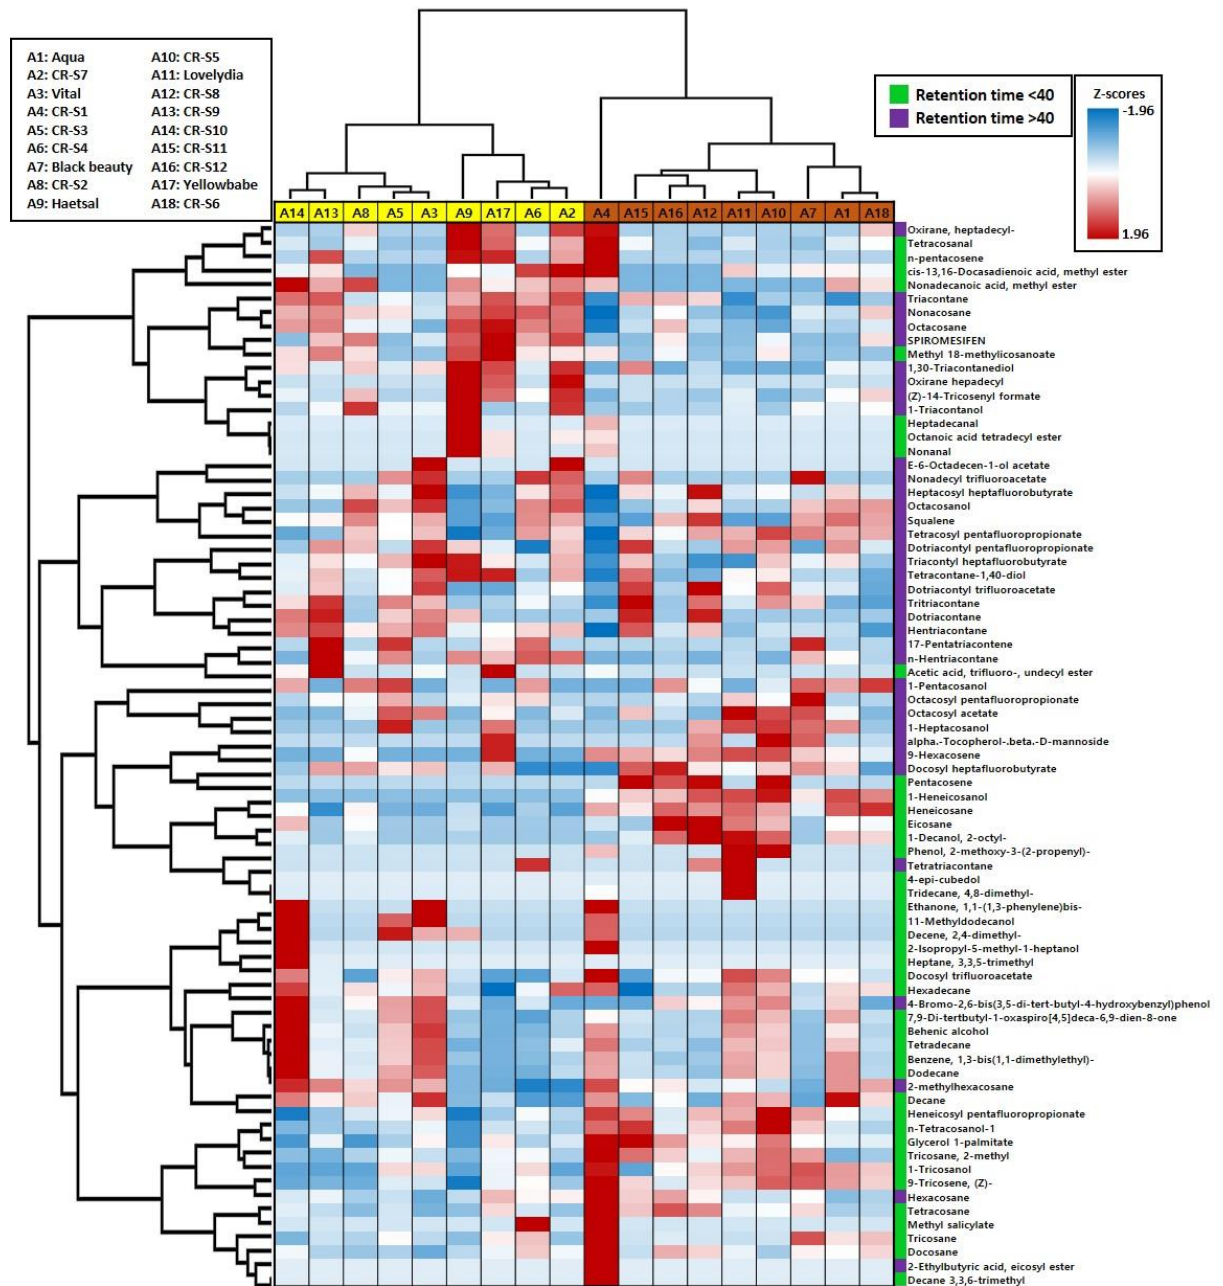 A1: Aqua A10: CR-S5
A2: CR-S7 A11: Lovelydia
A3: Vital A12: CR-S8
A4: CR-S1 A13: CR-S9
A5: CR-S3 A14: CR-S10
A6: CR-S4 A15: CR-S11
A7: Black beauty A16: CR-S12
A8: CR-S2 A17: Yellowbabe
A9: Haetsal A18: CR-S6
Retention time <40
Retention time >40
Z-scores
-1.96
1.96
A14 A13 A8 A5 A3 A9 A17 A6 A2 A4 A15 A16 A12 A11 A10 A7 A1 A18
Oxirane, heptadecyl-
Tetracosanal
n-pentacosene
cis-13,16-Docasadienoic acid, methyl ester
Nonadecanoic acid, methyl ester
Triacontane
Nonacosane
Octacosane
SPIROMESIFEN
Methyl 18-methylicosanoate
1,30-Triacontanediol
Oxirane hepadecyl
(Z)-14-Tricosenyl formate
1-Triacontanol
Heptadecanal
Octanoic acid tetradecyl ester
Nonanal
E-6-Octadecen-1-ol acetate
Nonadecyl trifluoroacetate
Heptacosyl heptafluorobutyrate
Octacosanol
Squalene
Tetracosyl pentafluoropropionate
Dotriacontyl pentafluoropropionate
Triacontyl heptafluorobutyrate
Tetracontane-1,40-diol
Dotriacontyl trifluoroacetate
Tritriacontane
Dotriacontane
Hentriacontane
17-Pentatriacontene
n-Hentriacontane
Acetic acid, trifluoro-, undecyl ester
1-Pentacosanol
Octacosyl pentafluoropropionate
Octacosyl acetate
1-Heptacosanol
alpha.-Tocopherol-.beta.-D-mannoside
9-Hexacosene
Docosyl heptafluorobutyrate
Pentacosene
1-Heneicosanol
Heneicosane
Eicosane
1-Decanol, 2-octyl-
Phenol, 2-methoxy-3-(2-propenyl)-
Tetratriacontane
4-epi-cubedol
Tridecane, 4,8-dimethyl-
Ethanone, 1,1-(1,3-phenylene)bis-
11-Methyldodecanol
Decene, 2,4-dimethyl-
2-Isopropyl-5-methyl-1-heptanol
Heptane, 3,3,5-trimethyl
Docosyl trifluoroacetate
Hexadecane
4-Bromo-2,6-bis(3,5-di-tert-butyl-4-hydroxybenzyl)phenol
7,9-Di-tertbutyl-1-oxaspiro[4,5]deca-6,9-dien-8-one
Behenic alcohol
Tetradecane
Benzene, 1,3-bis(1,1-dimethylethyl)-
Dodecane
2-methylhexacosane
Decane
Heneicosyl pentafluoropropionate
n-Tetracosanol-1
Glycerol 1-palmitate
Tricosane, 2-methyl
1-Tricosanol
9-Tricosene, (Z)-
Hexacosane
Tetracosane
Methyl salicylate
Tricosane
Docosane
2-Ethylbutyric acid, eicosyl ester
Decane 3,3,6-trimethyl